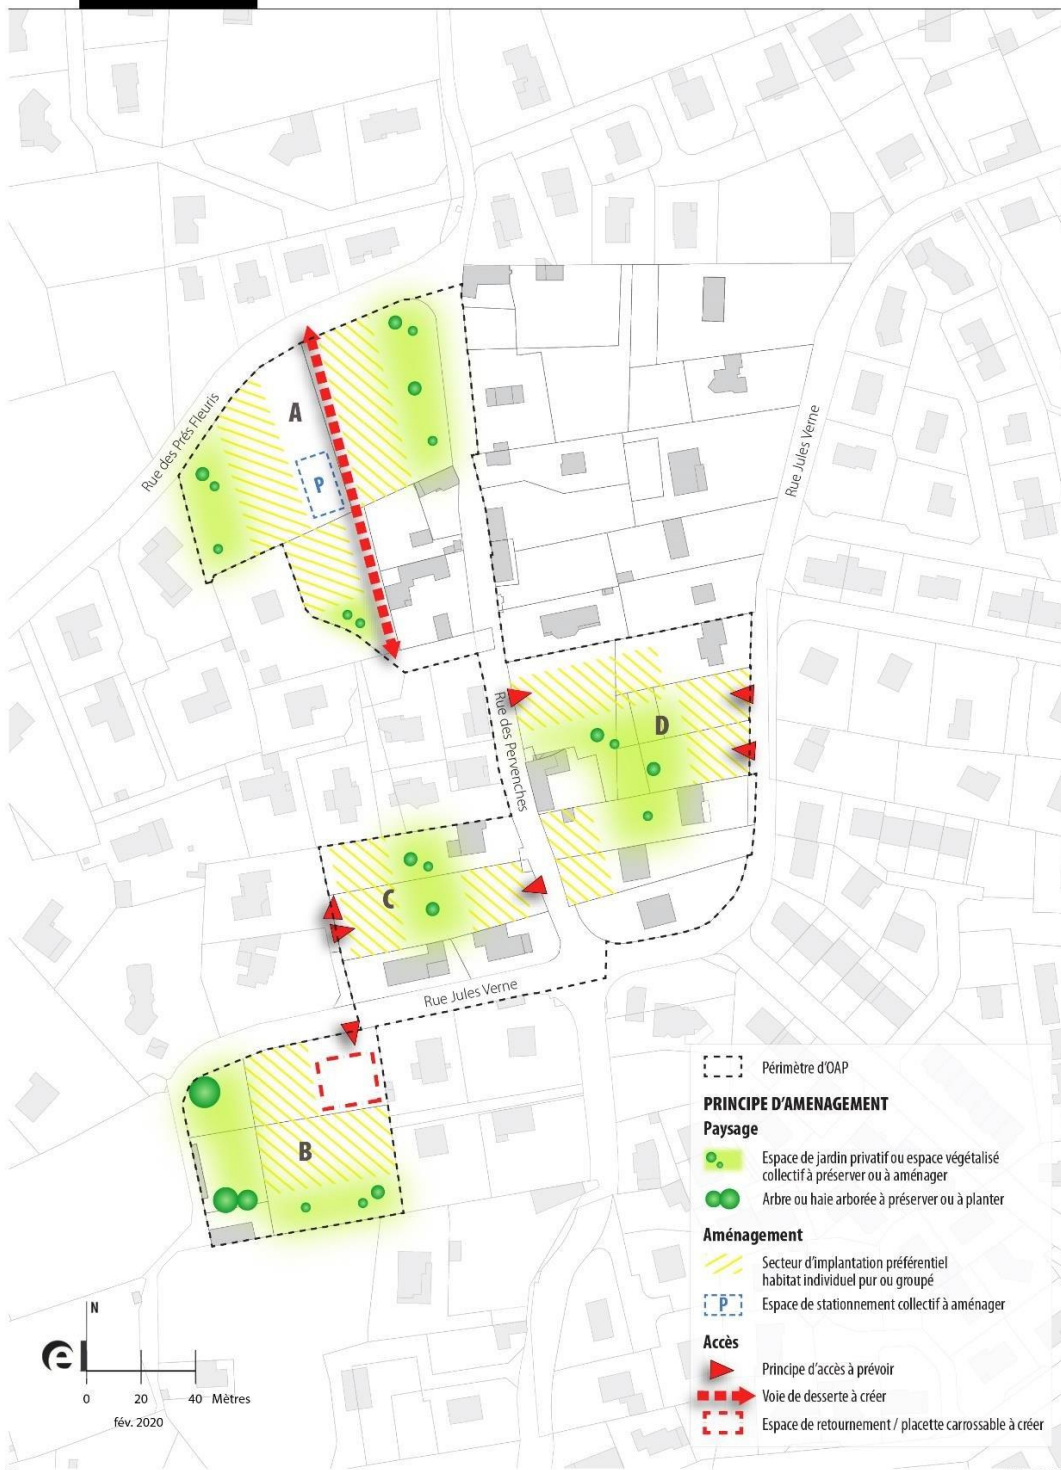 A
Rue des Prés Fleuris
P
Rue Jules Verne
Rue des Pervenches
D
C
Rue Jules Verne
B
Périmètre d'OAP
PRINCIPE D'AMENAGEMENT
Paysage
Espace de jardin privatif ou espace végétalisé
collectif à préserver ou à aménager
Arbre ou haie arborée à préserver ou à planter
Aménagement
Secteur d'implantation préférentiel
habitat individuel pur ou groupé
P Espace de stationnement collectif à aménager
Accès
Principe d'accès à prévoir
Voie de desserte à créer
Espace de retournement / placette carrossable à créer
N
0 20 40 Mètres
fév. 2020